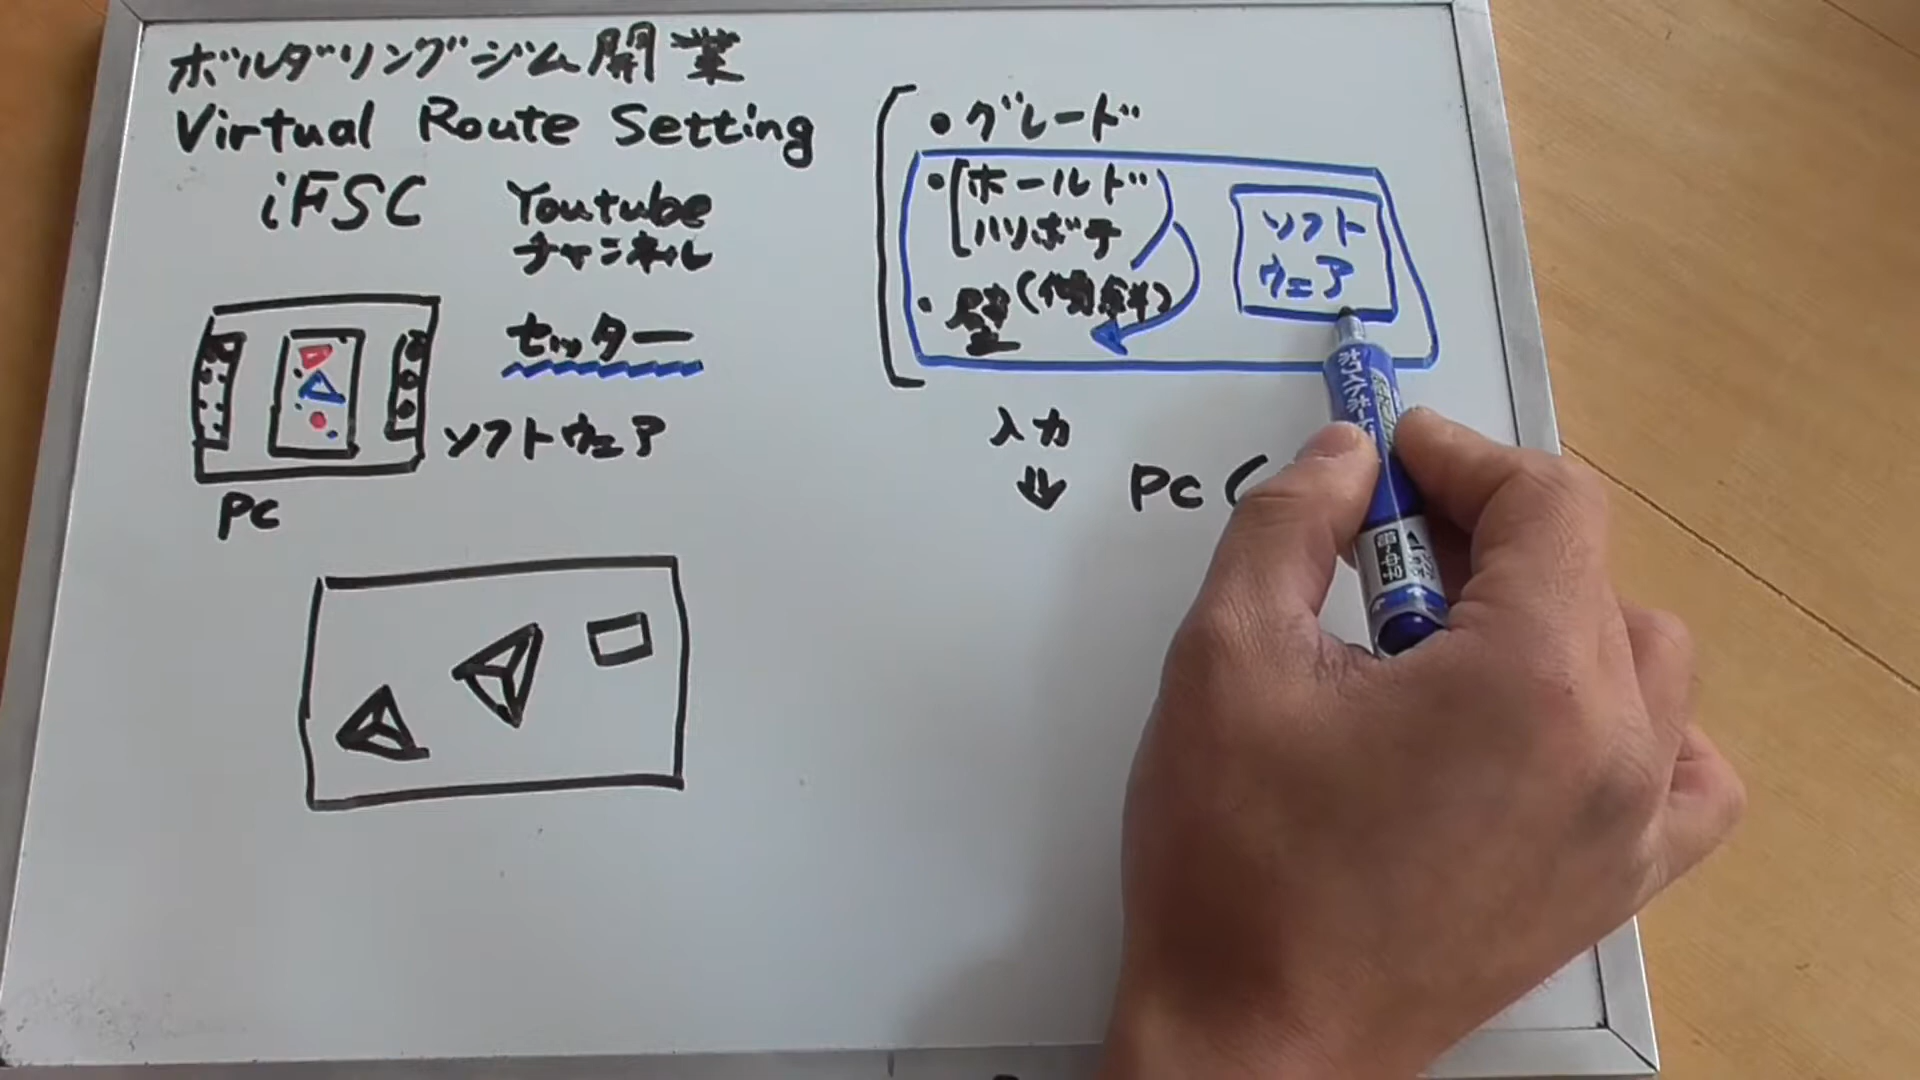 ボルダリングジム開業
Virtual Route Setting
iFSC
Youtube
チャンネル
セッター
ソフトウェア
PC
・グレード
・ホールド
ハリボテ
・壁(傾斜)
ソフト
ウェア
入力
⇓ PC(